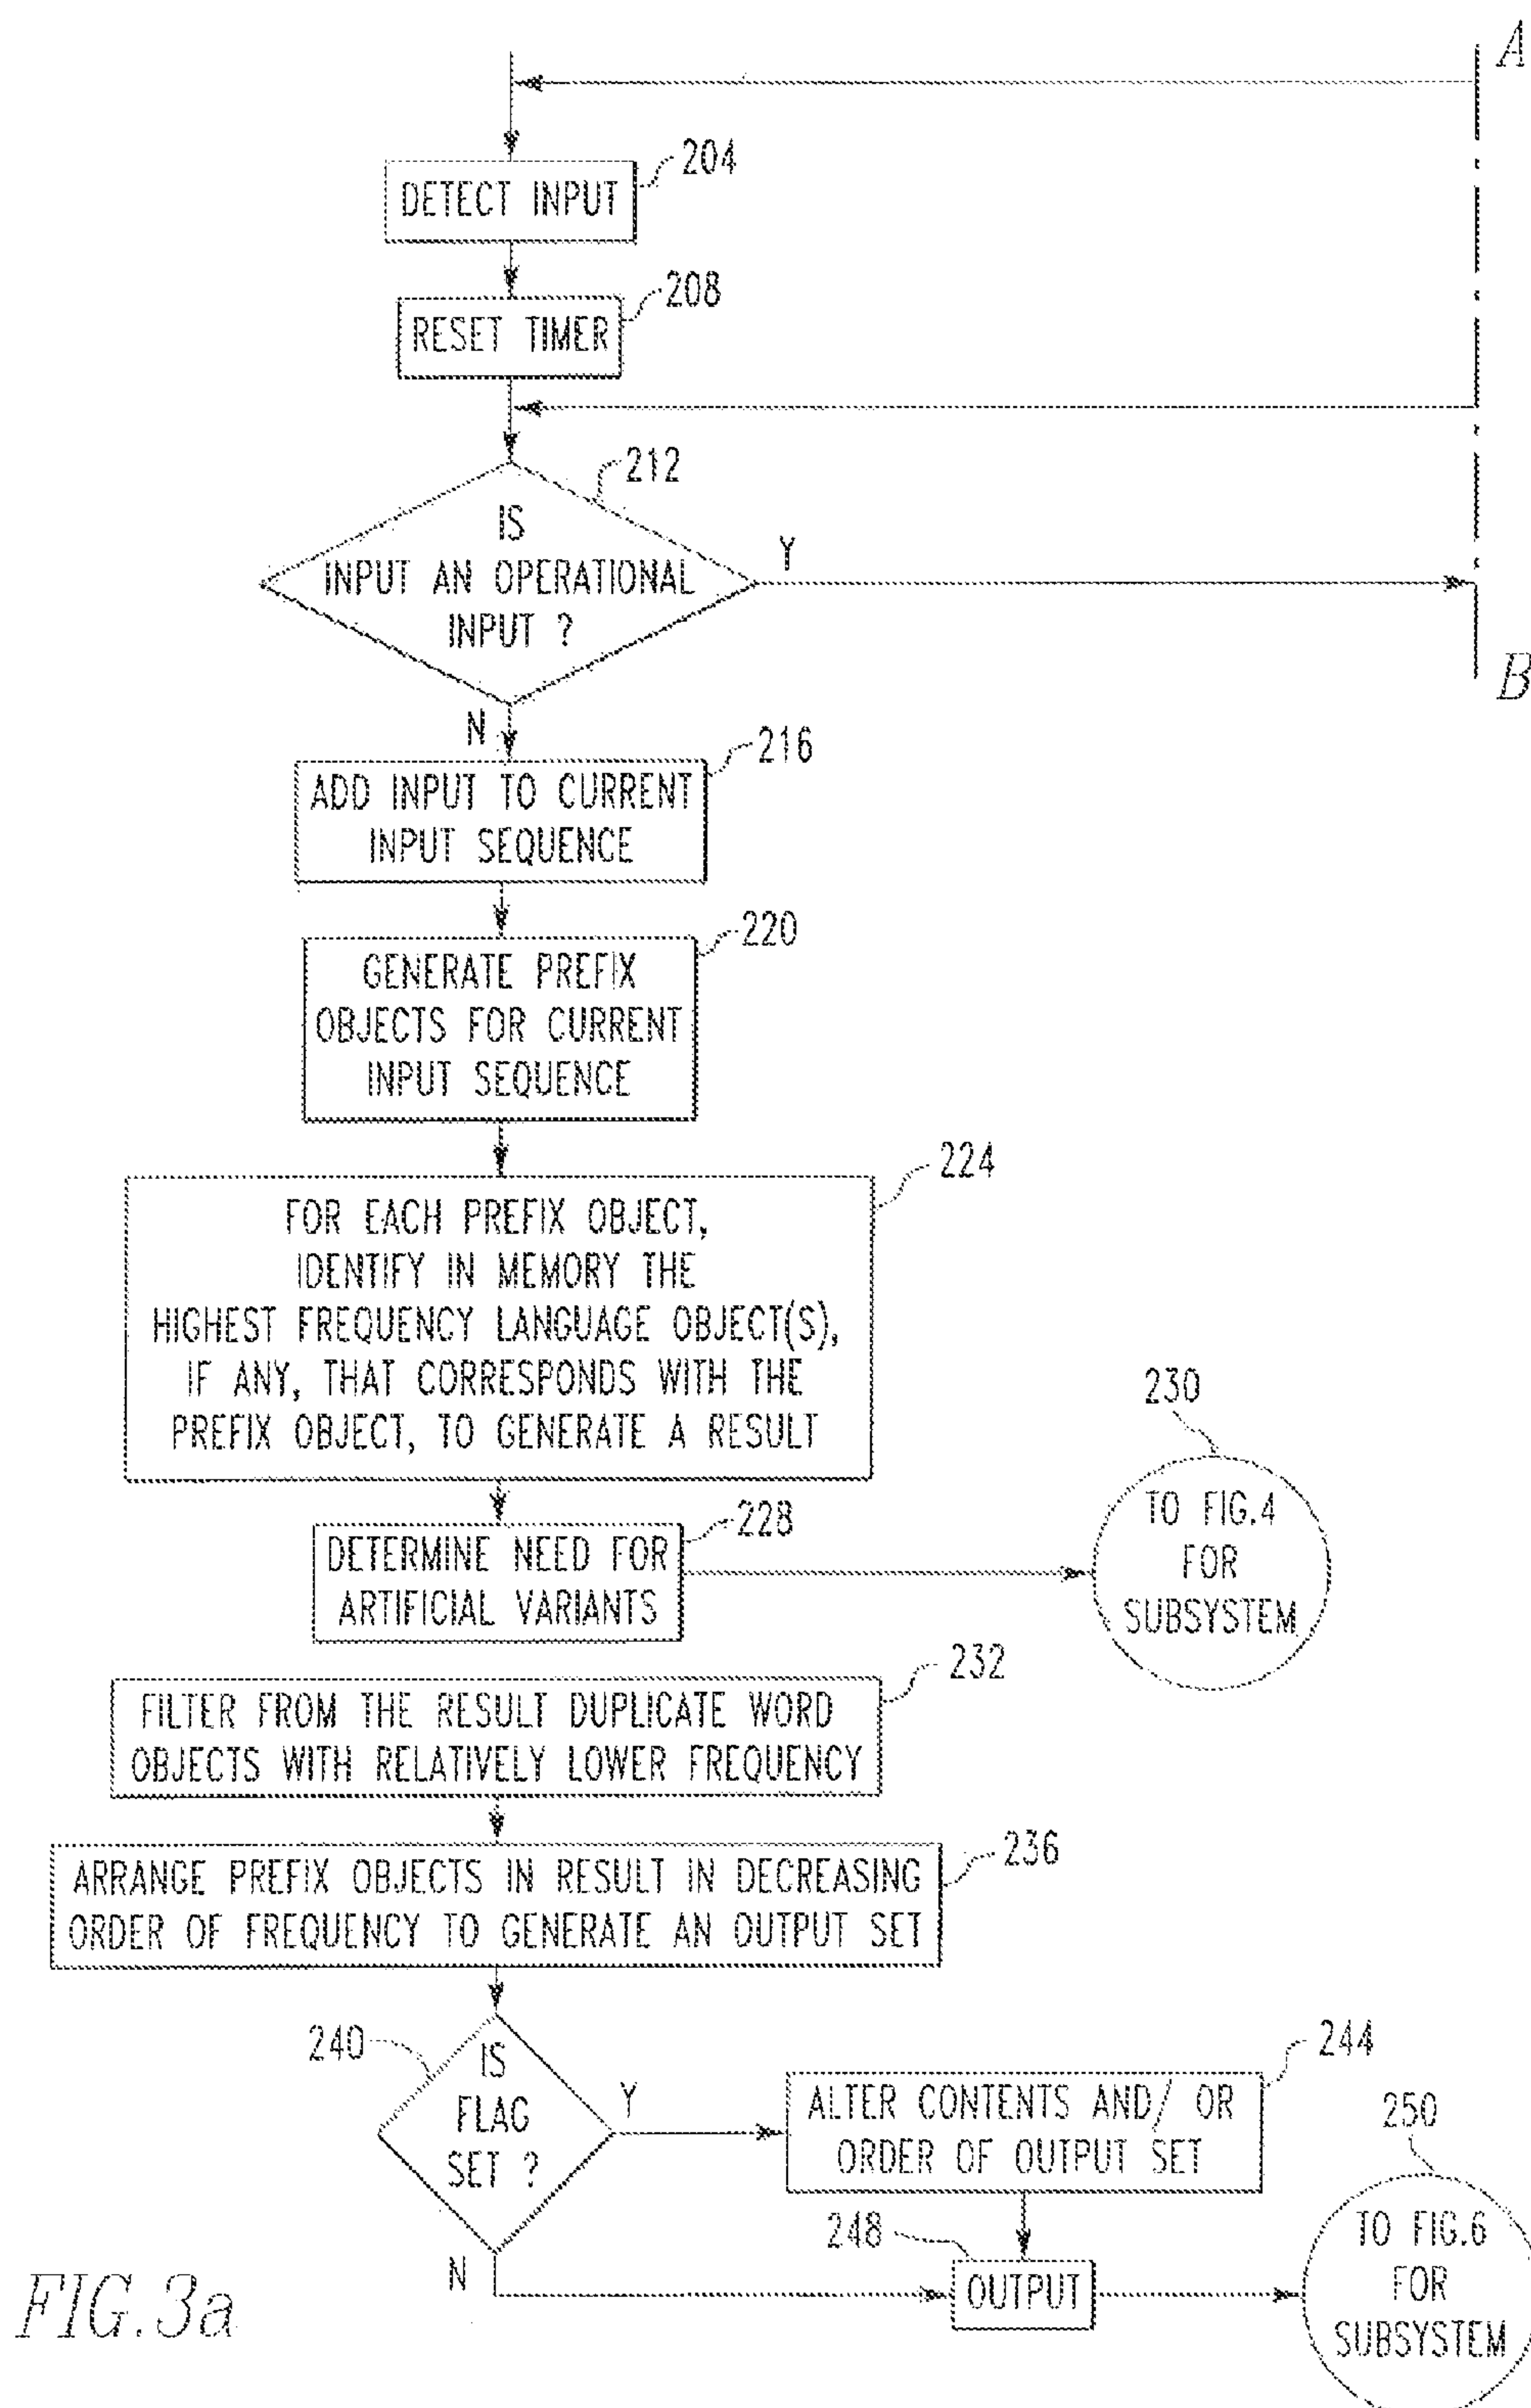 A
204
DETECT INPUT
208
RESET TIMER
212
IS
INPUT AN OPERATIONAL
INPUT ?
Y
B
N
216
ADD INPUT TO CURRENT
INPUT SEQUENCE
220
GENERATE PREFIX
OBJECTS FOR CURRENT
INPUT SEQUENCE
224
FOR EACH PREFIX OBJECT,
IDENTIFY IN MEMORY THE
HIGHEST FREQUENCY LANGUAGE OBJECT(S),
IF ANY, THAT CORRESPONDS WITH THE
PREFIX OBJECT, TO GENERATE A RESULT
228
DETERMINE NEED FOR
ARTIFICIAL VARIANTS
230
TO FIG.4
FOR
SUBSYSTEM
232
FILTER FROM THE RESULT DUPLICATE WORD
OBJECTS WITH RELATIVELY LOWER FREQUENCY
236
ARRANGE PREFIX OBJECTS IN RESULT IN DECREASING
ORDER OF FREQUENCY TO GENERATE AN OUTPUT SET
240
IS
FLAG
SET ?
Y
N
244
ALTER CONTENTS AND/ OR
ORDER OF OUTPUT SET
248
OUTPUT
250
TO FIG.6
FOR
SUBSYSTEM
FIG.3a